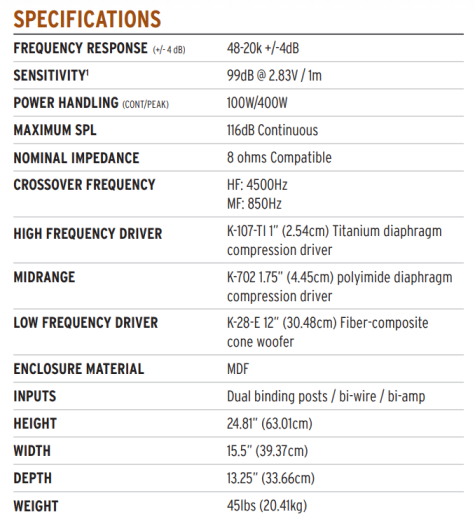 SPECIFICATIONS
FREQUENCY RESPONSE (+/- 4 dB) 48-20k +/-4dB
SENSITIVITY¹ 99dB @ 2.83V / 1m
POWER HANDLING (CONT/PEAK) 100W/400W
MAXIMUM SPL 116dB Continuous
NOMINAL IMPEDANCE 8 ohms Compatible
CROSSOVER FREQUENCY HF: 4500Hz
MF: 850Hz
HIGH FREQUENCY DRIVER K-107-TI 1” (2.54cm) Titanium diaphragm
compression driver
MIDRANGE K-702 1.75” (4.45cm) polyimide diaphragm
compression driver
LOW FREQUENCY DRIVER K-28-E 12” (30.48cm) Fiber-composite
cone woofer
ENCLOSURE MATERIAL MDF
INPUTS Dual binding posts / bi-wire / bi-amp
HEIGHT 24.81” (63.01cm)
WIDTH 15.5” (39.37cm)
DEPTH 13.25” (33.66cm)
WEIGHT 45lbs (20.41kg)